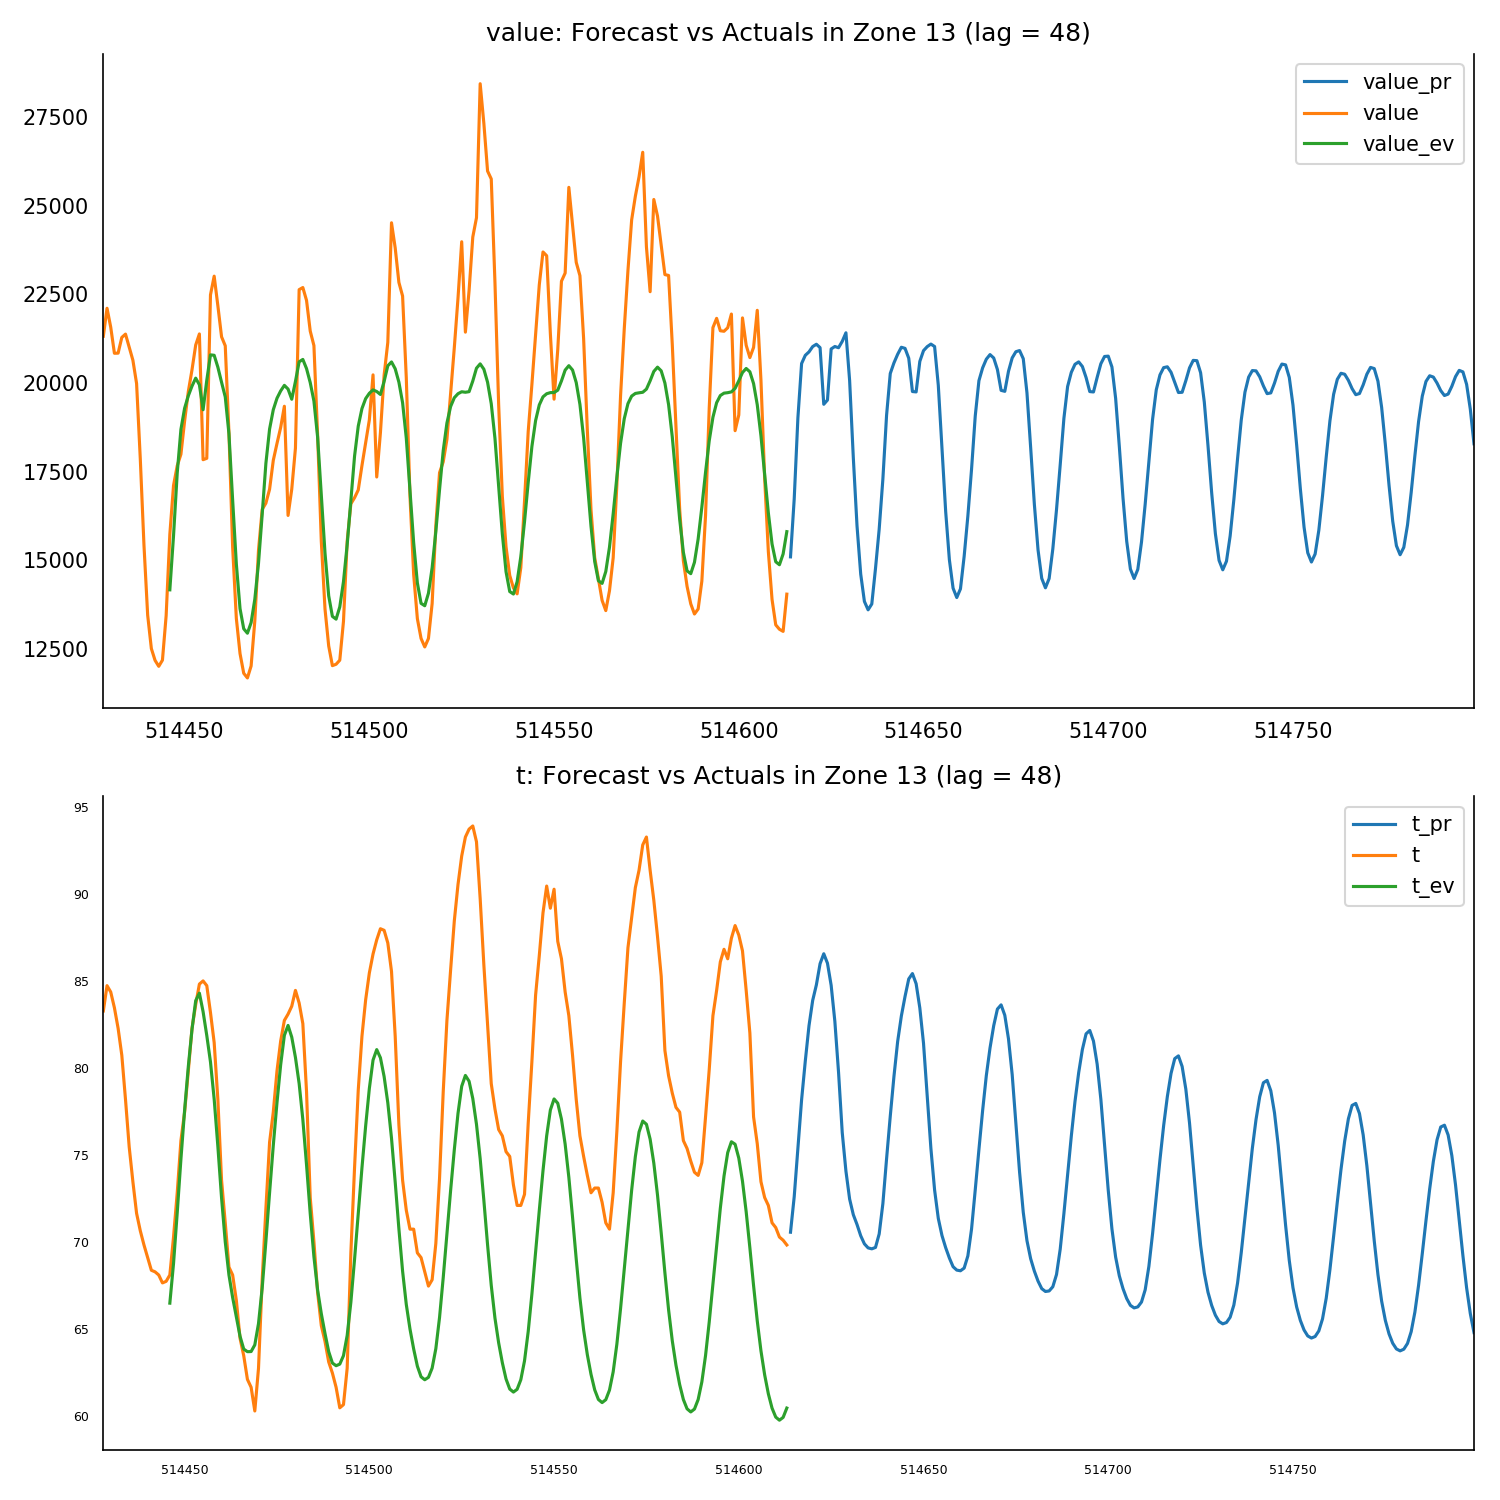 value: Forecast vs Actuals in Zone 13 (lag = 48)
value_pr
value
value_ev
27500
25000
22500
20000
17500
15000
12500
514450 514500 514550 514600 514650 514700 514750
t: Forecast vs Actuals in Zone 13 (lag = 48)
t_pr
t
t_ev
95
90
85
80
75
70
65
60
514450 514500 514550 514600 514650 514700 514750